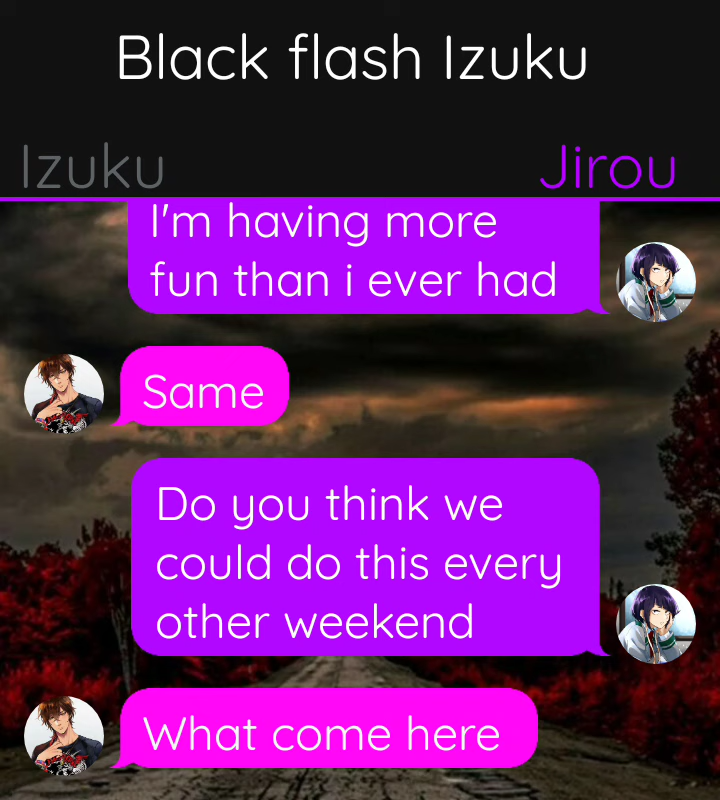 Black flash Izuku
Izuku
Jirou
I'm having more
fun than i ever had
Same
Do you think we
could do this every
other weekend
What come here